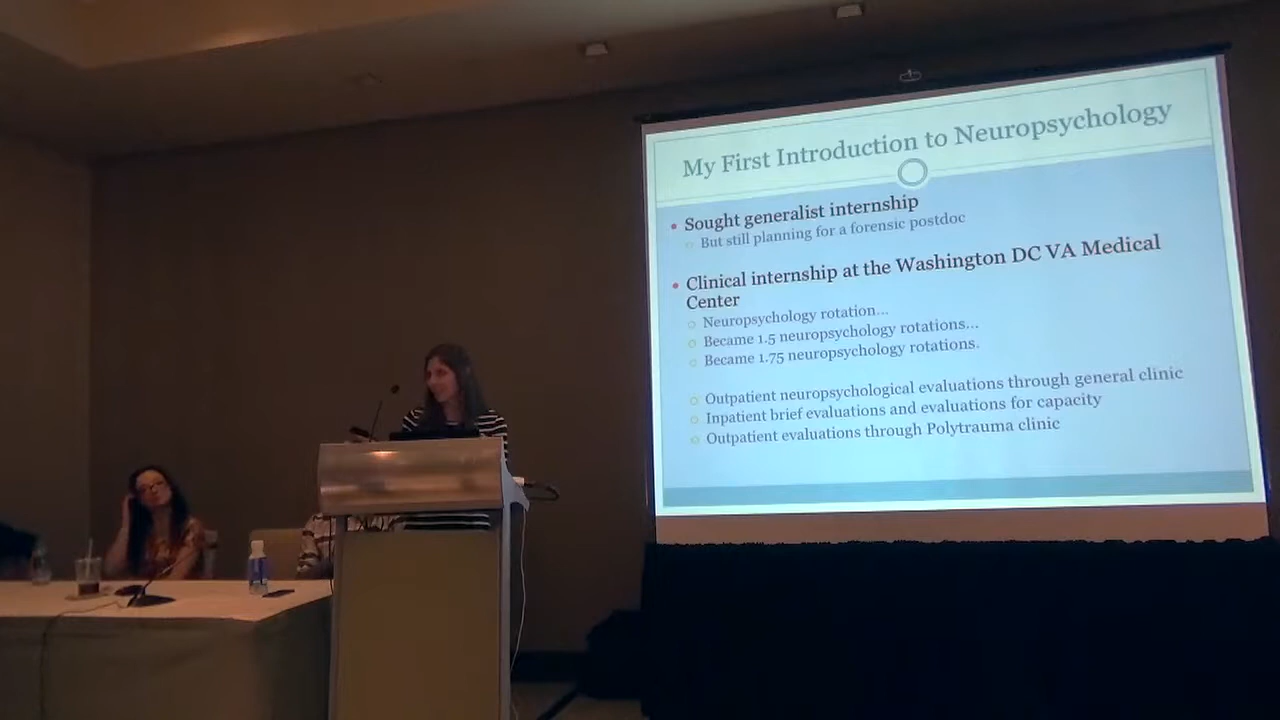 My First Introduction to Neuropsychology
Sought generalist internship
But still planning for a forensic postdoc
Clinical internship at the Washington DC VA Medical
Center
Neuropsychology rotation...
Became 1.5 neuropsychology rotations...
Became 1.75 neuropsychology rotations.
Outpatient neuropsychological evaluations through general clinic
Inpatient brief evaluations and evaluations for capacity
Outpatient evaluations through Polytrauma clinic